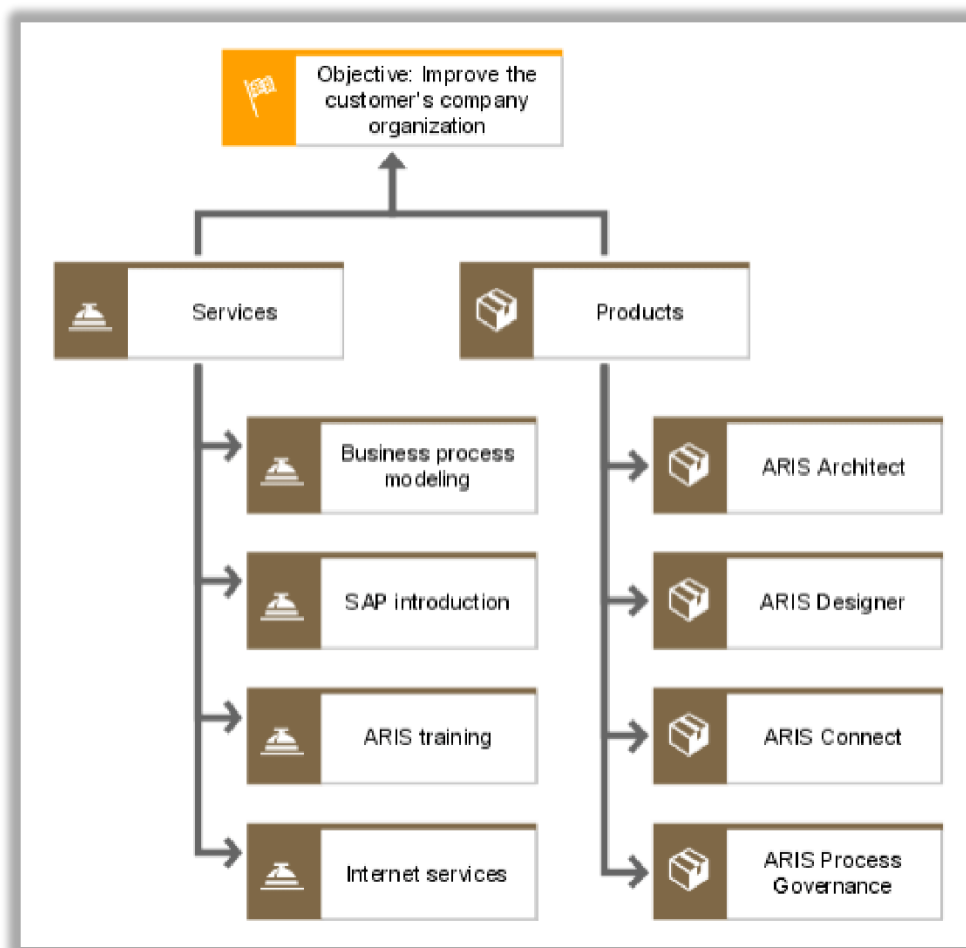 Objective: Improve the
customer's company
organization
Services
Products
Business process
modeling
ARIS Architect
SAP introduction
ARIS Designer
ARIS training
ARIS Connect
Internet services
ARIS Process
Governance